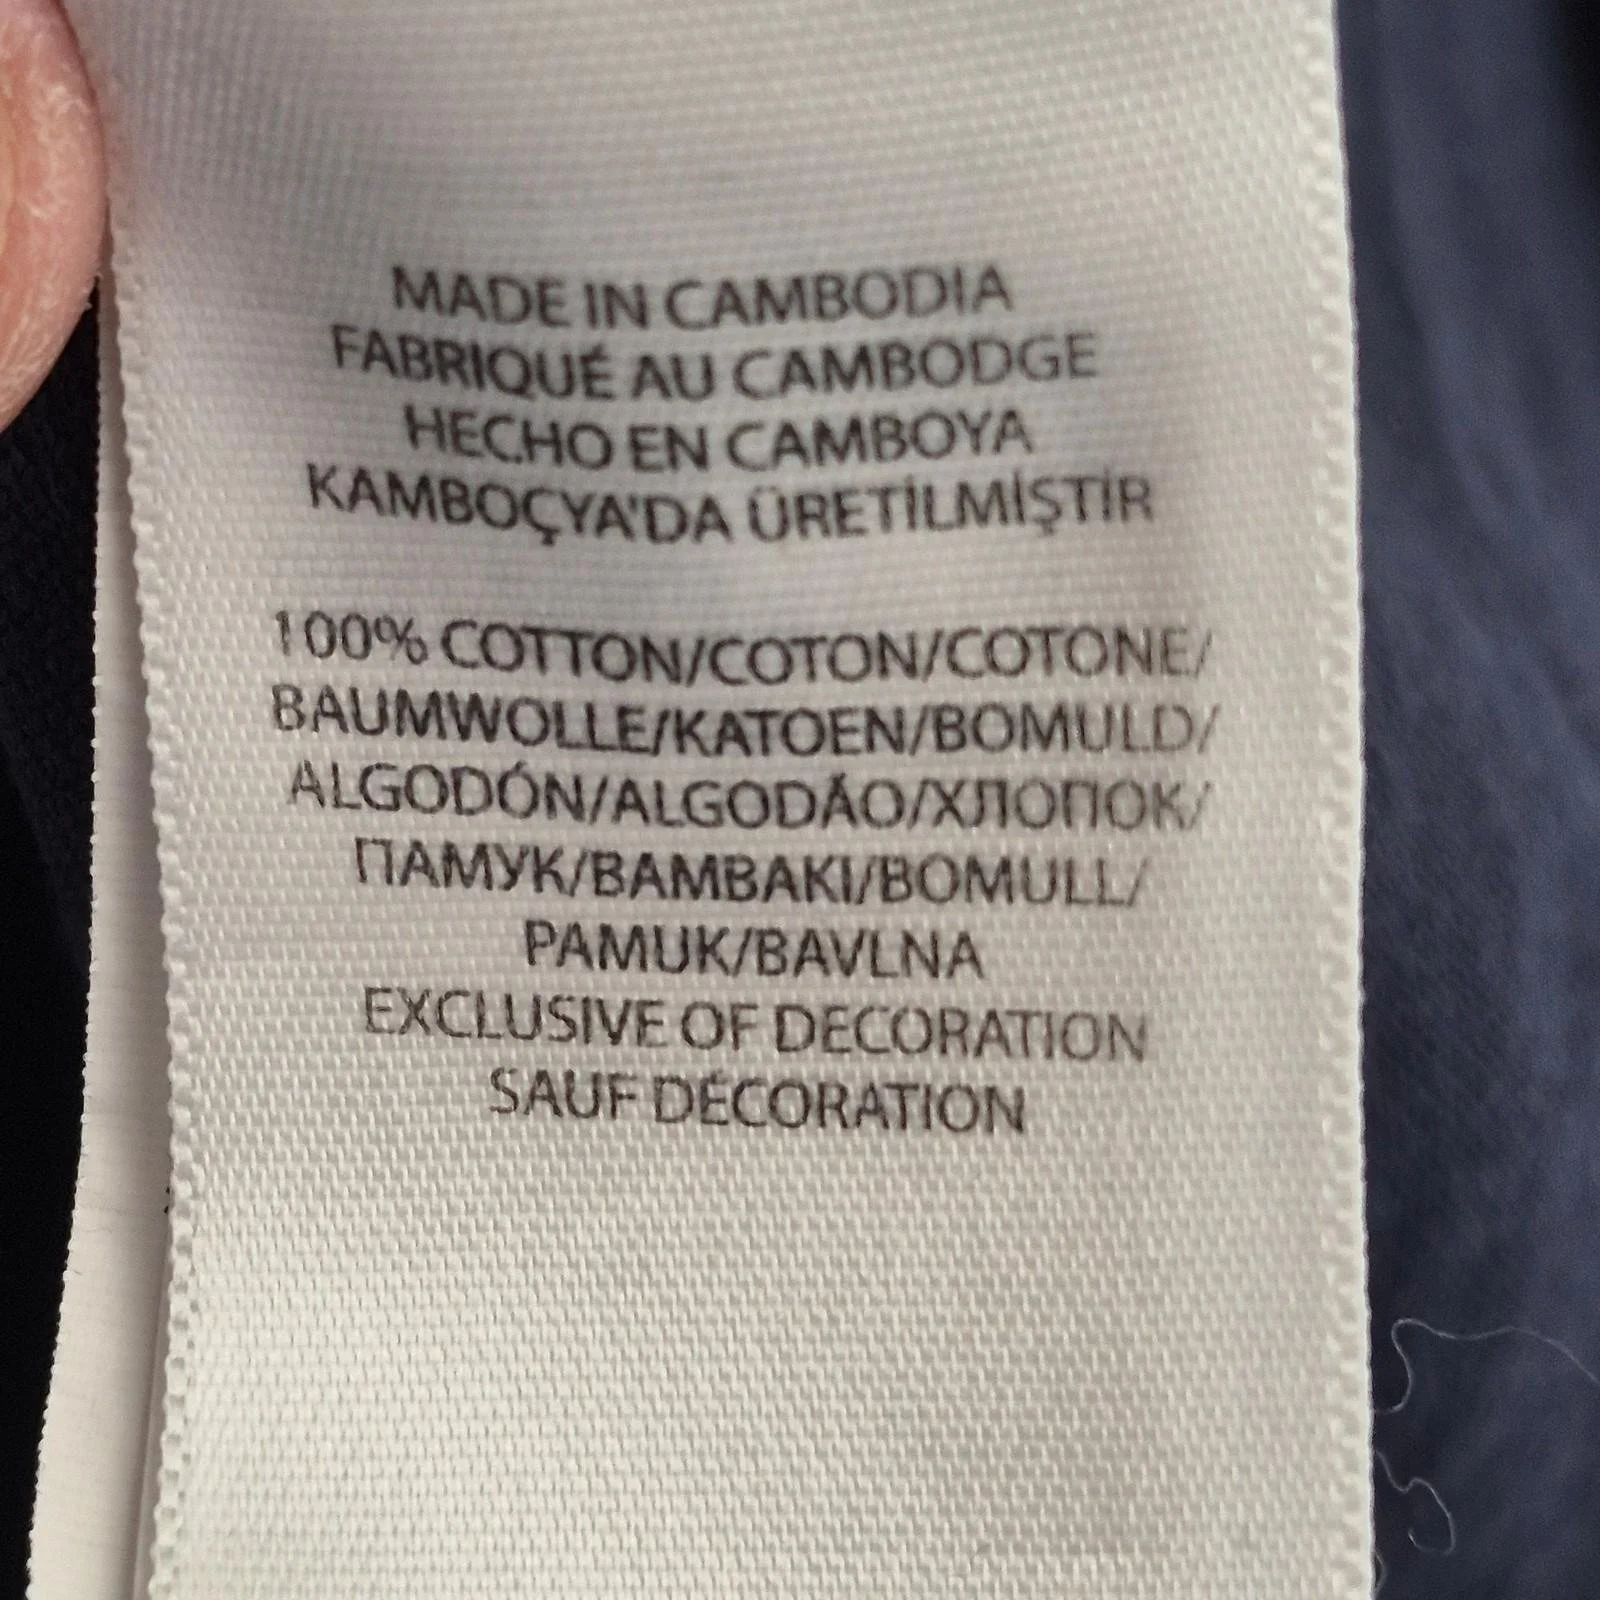 MADE IN CAMBODIA
FABRIQUÉ AU CAMBODGE
HECHO EN CAMBOYA
KAMBOÇYA'DA ÜRETİLMİŞTİR
100% COTTON/COTON/COTONE/
BAUMWOLLE/KATOEN/BOMULD/
ALGODÓN/ALGODÃO/ХЛОПОК/
ПАМУК/ΒΑΜΒΑΚΙ/BOMULL/
PAMUK/BAVLNA
EXCLUSIVE OF DECORATION
SAUF DÉCORATION